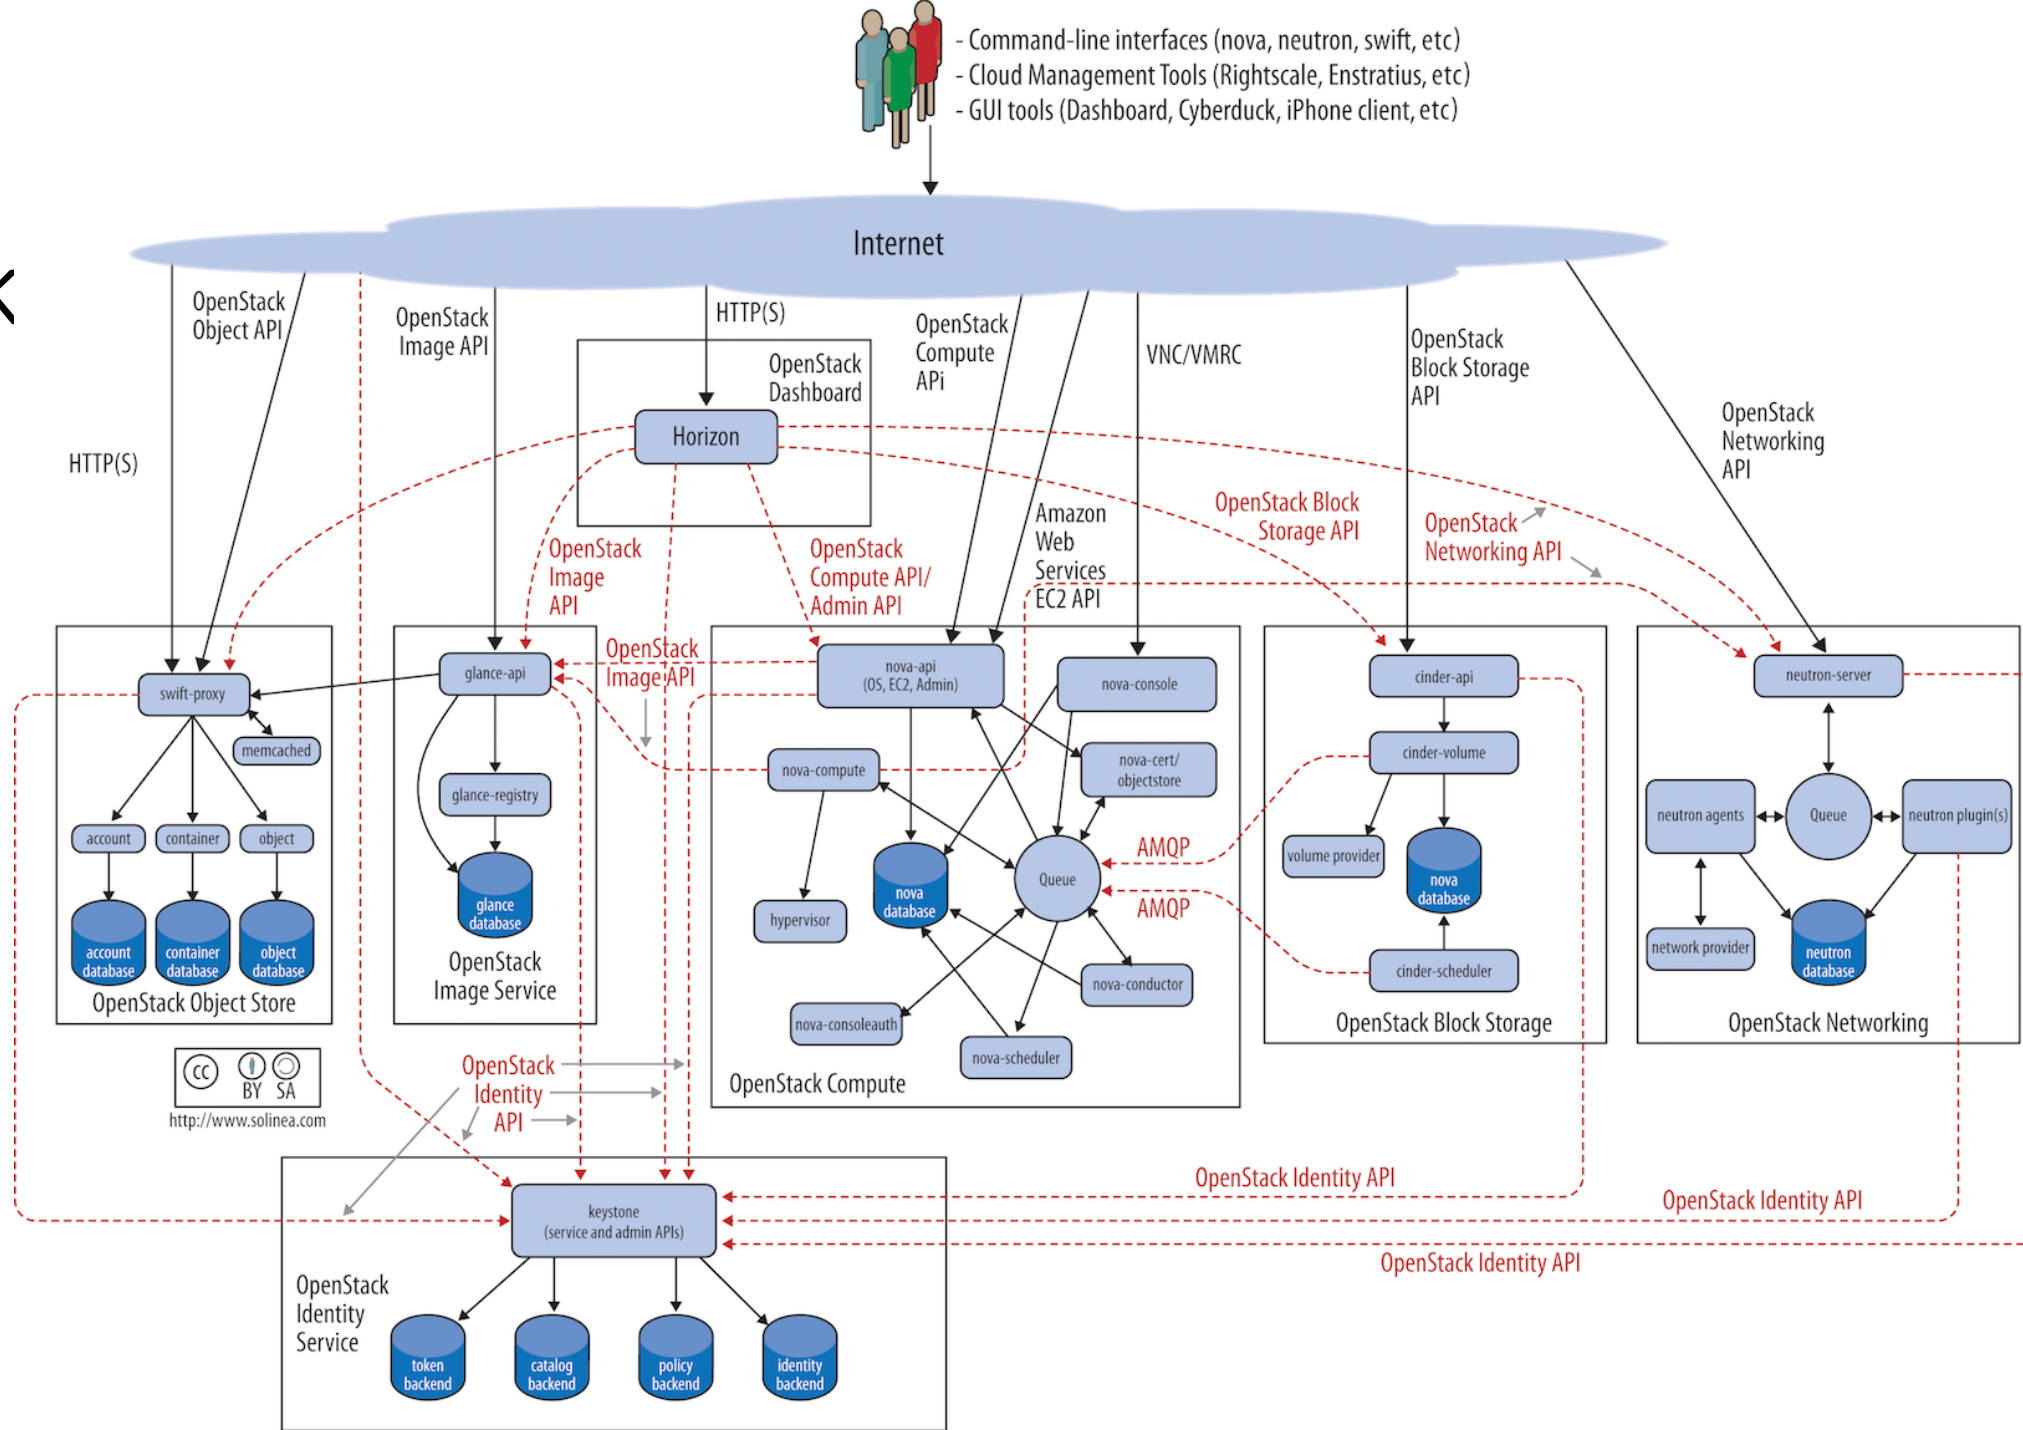 - Command-line interfaces (nova, neutron, swift, etc)
- Cloud Management Tools (Rightscale, Enstratius, etc)
- GUI tools (Dashboard, Cyberduck, iPhone client, etc)
Internet
OpenStack
Object API
OpenStack
Image API
HTTP(S)
OpenStack
Compute
APi
VNC/VMRC
OpenStack
Block Storage
API
OpenStack
Networking
API
HTTP(S)
OpenStack
Dashboard
Horizon
OpenStack Block
Storage API
OpenStack
Networking API
Amazon
Web
Services
EC2 API
OpenStack
Image
API
OpenStack
Compute API/
Admin API
OpenStack
Image API
swift-proxy
memcached
account
container
object
account
database
container
database
object
database
OpenStack Object Store
glance-api
glance-registry
glance
database
OpenStack
Image Service
nova-api
(OS, EC2, Admin)
nova-console
nova-compute
nova-cert/
objectstore
hypervisor
nova
database
Queue
nova-conductor
nova-consoleauth
nova-scheduler
OpenStack Compute
AMQP
AMQP
cinder-api
cinder-volume
volume provider
nova
database
cinder-scheduler
OpenStack Block Storage
neutron-server
neutron agents
Queue
neutron plugin(s)
network provider
neutron
database
OpenStack Networking
cc
BY SA
http://www.solinea.com
OpenStack
Identity
API
OpenStack Identity API
OpenStack Identity API
OpenStack Identity API
keystone
(service and admin APIs)
OpenStack
Identity
Service
token
backend
catalog
backend
policy
backend
identity
backend